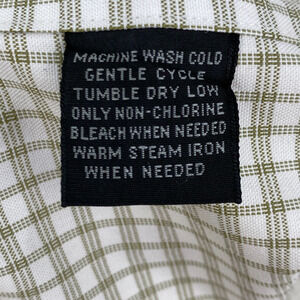 MACHINE WASH COLD
GENTLE CYCLE
TUMBLE DRY LOW
ONLY NON-CHLORINE
BLEACH WHEN NEEDED
WARM STEAM IRON
WHEN NEEDED